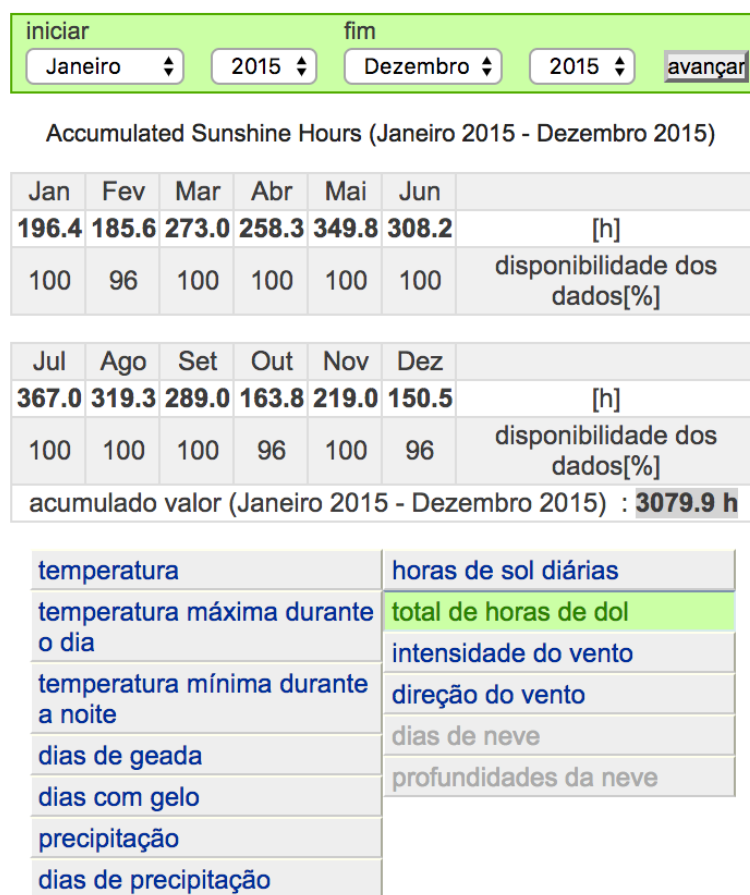 iniciar fim
Janeiro 2015 Dezembro 2015 avançar
Accumulated Sunshine Hours (Janeiro 2015 - Dezembro 2015)
Jan Fev Mar Abr Mai Jun
196.4 185.6 273.0 258.3 349.8 308.2 [h]
100 96 100 100 100 100 disponibilidade dos
dados[%]
Jul Ago Set Out Nov Dez
367.0 319.3 289.0 163.8 219.0 150.5 [h]
100 100 100 96 100 96 disponibilidade dos
dados[%]
acumulado valor (Janeiro 2015 - Dezembro 2015) : 3079.9 h
temperatura
temperatura máxima durante
o dia
temperatura mínima durante
a noite
dias de geada
dias com gelo
precipitação
dias de precipitação
horas de sol diárias
total de horas de dol
intensidade do vento
direção do vento
dias de neve
profundidades da neve